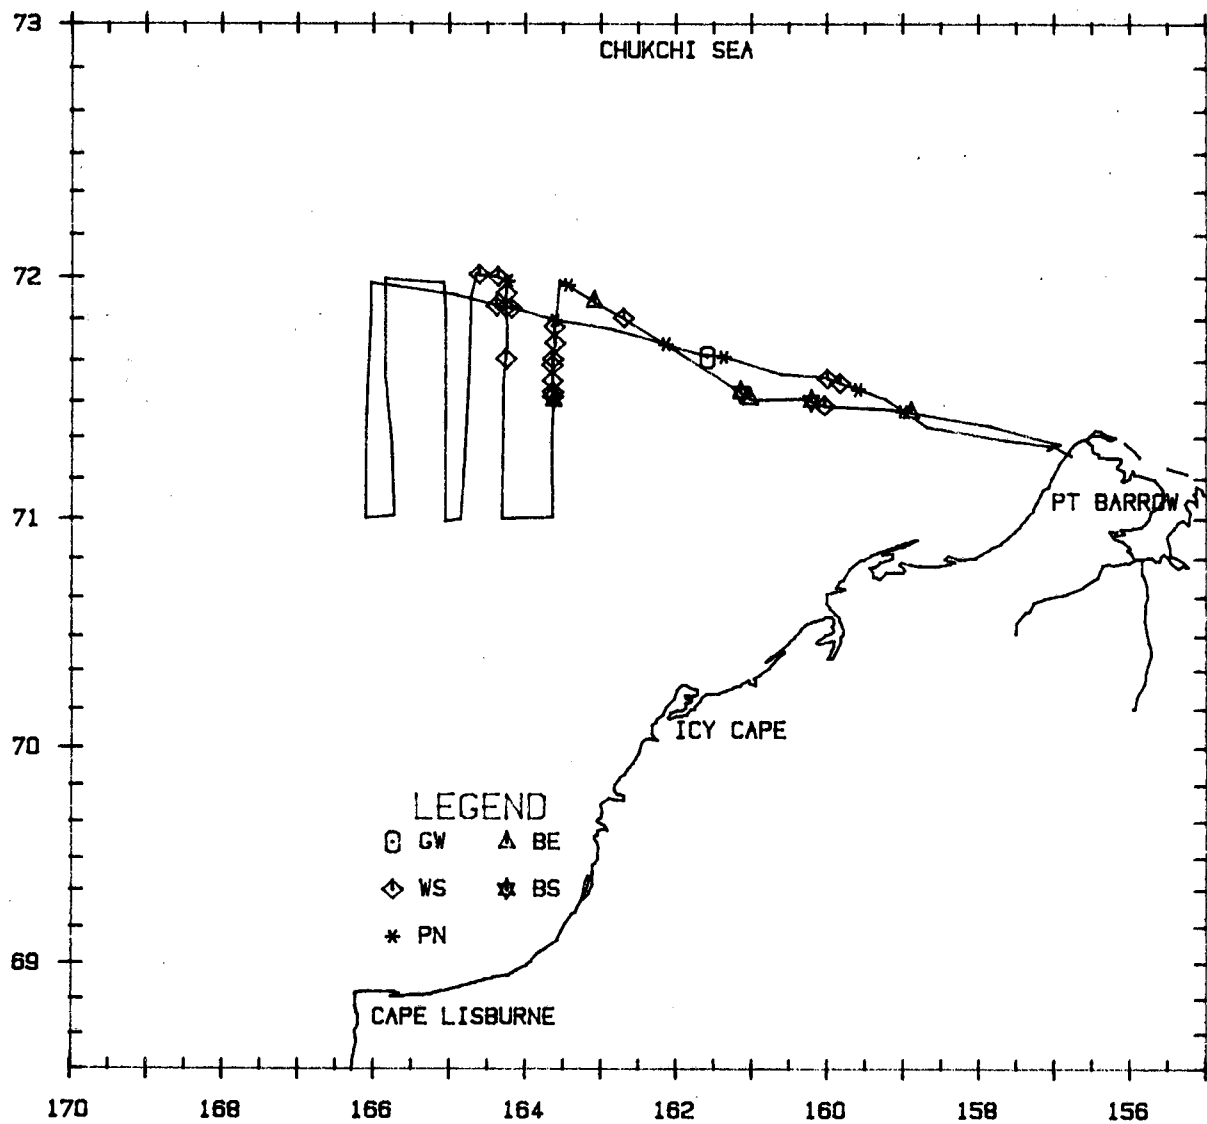 73
CHUKCHI SEA
72
71
PT BARROW
70
ICY CAPE
LEGEND
GW BE
WS BS
PN
69
CAPE LISBURNE
170 168 166 164 162 160 158 156